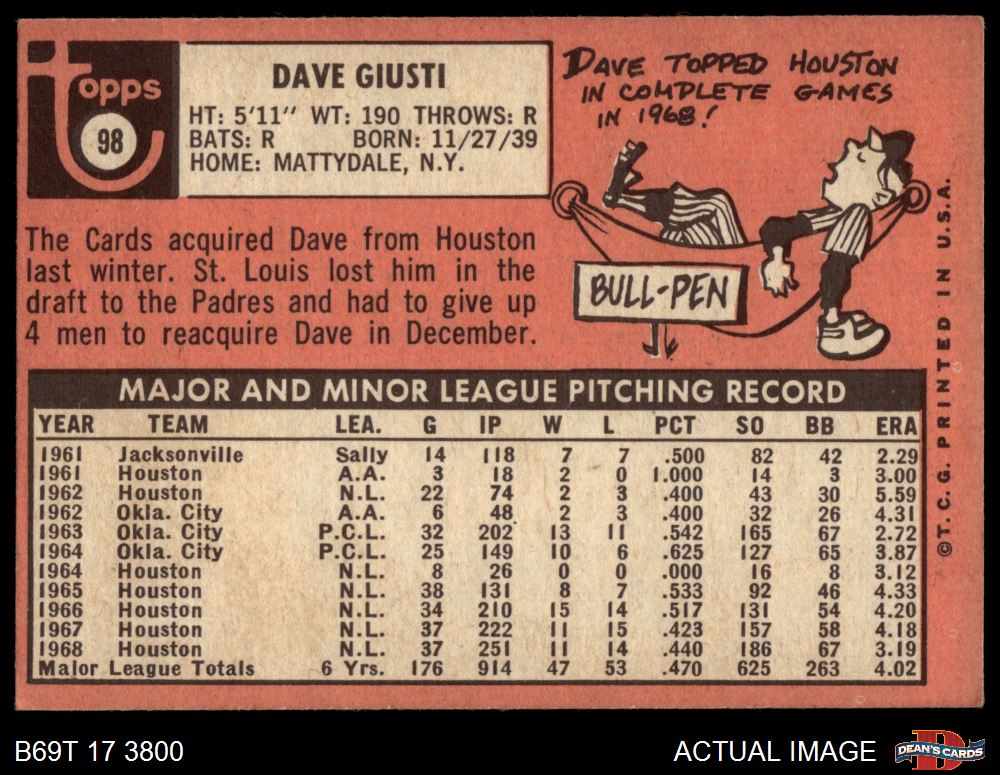 topps
98
DAVE GIUSTI
HT: 5'11" WT: 190 THROWS: R
BATS: R BORN: 11/27/39
HOME: MATTYDALE, N.Y.
DAVE TOPPED HOUSTON
IN COMPLETE GAMES
IN 1968!
BULL-PEN
The Cards acquired Dave from Houston
last winter. St. Louis lost him in the
draft to the Padres and had to give up
4 men to reacquire Dave in December.
MAJOR AND MINOR LEAGUE PITCHING RECORD
YEAR TEAM LEA. G IP W L PCT SO BB ERA
1961 Jacksonville Sally 14 118 7 7 .500 82 42 2.29
1961 Houston A.A. 3 18 2 0 1.000 14 3 3.00
1962 Houston N.L. 22 74 2 3 .400 43 30 5.59
1962 Okla. City A.A. 6 48 2 3 .400 32 26 4.31
1963 Okla. City P.C.L. 32 202 13 11 .542 165 67 2.72
1964 Okla. City P.C.L. 25 149 10 6 .625 127 65 3.87
1964 Houston N.L. 8 26 0 0 .000 16 8 3.12
1965 Houston N.L. 38 131 8 7 .533 92 46 4.33
1966 Houston N.L. 34 210 15 14 .517 131 54 4.20
1967 Houston N.L. 37 222 11 15 .423 157 58 4.18
1968 Houston N.L. 37 251 11 14 .440 186 67 3.19
Major League Totals 6 Yrs. 176 914 47 53 .470 625 263 4.02
©T.C.G. PRINTED IN U.S.A.
B69T 17 3800
ACTUAL IMAGE
DEAN'S CARDS